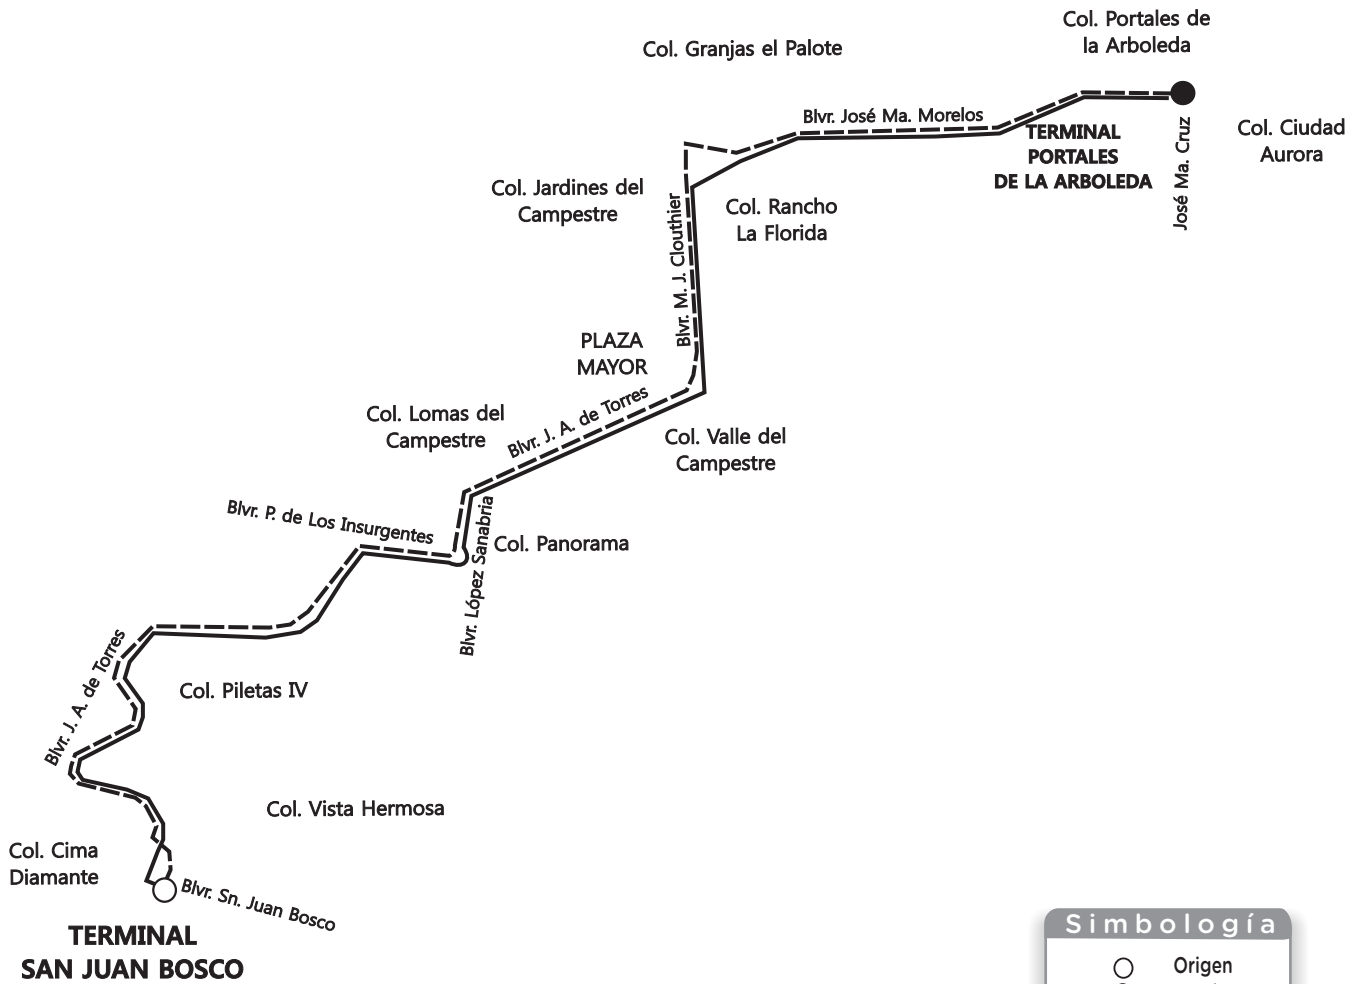 Col. Portales de
la Arboleda
Col. Granjas el Palote
Blvr. José Ma. Morelos
TERMINAL
PORTALES
DE LA ARBOLEDA
José Ma. Cruz
Col. Ciudad
Aurora
Col. Jardines del
Campestre
Col. Rancho
La Florida
Blvr. M. J. Clouthier
PLAZA
MAYOR
Blvr. J. A. de Torres
Col. Lomas del
Campestre
Col. Valle del
Campestre
Blvr. P. de Los Insurgentes
Col. Panorama
Blvr. López Sanabria
Blvr. J. A. de Torres
Col. Piletas IV
Col. Vista Hermosa
Col. Cima
Diamante
Blvr. Sn. Juan Bosco
TERMINAL
SAN JUAN BOSCO
Simbología
Origen